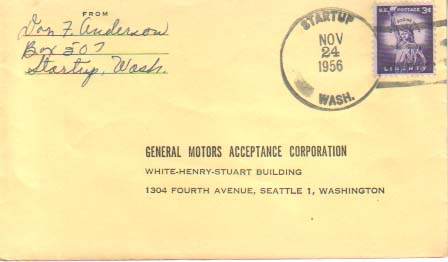 FROM
Don F. Anderson
Box 507
Startup, Wash.
STARTUP
NOV
24
1956
WASH.
U.S. POSTAGE 3¢
LIBERTY
GENERAL MOTORS ACCEPTANCE CORPORATION
WHITE-HENRY-STUART BUILDING
1304 FOURTH AVENUE, SEATTLE 1, WASHINGTON